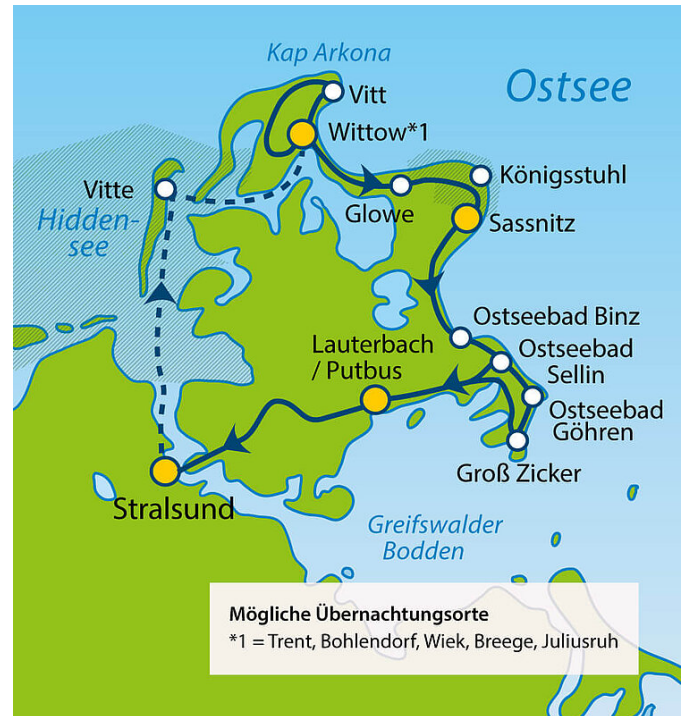 Kap Arkona
Ostsee
Vitt
Wittow*1
Königsstuhl
Vitte
Glowe
Hidden-
see
Sassnitz
Ostseebad Binz
Lauterbach
/ Putbus
Ostseebad
Sellin
Ostseebad
Göhren
Groß Zicker
Stralsund
Greifswalder
Bodden
Mögliche Übernachtungsorte
*1 = Trent, Bohlendorf, Wiek, Breege, Juliusruh